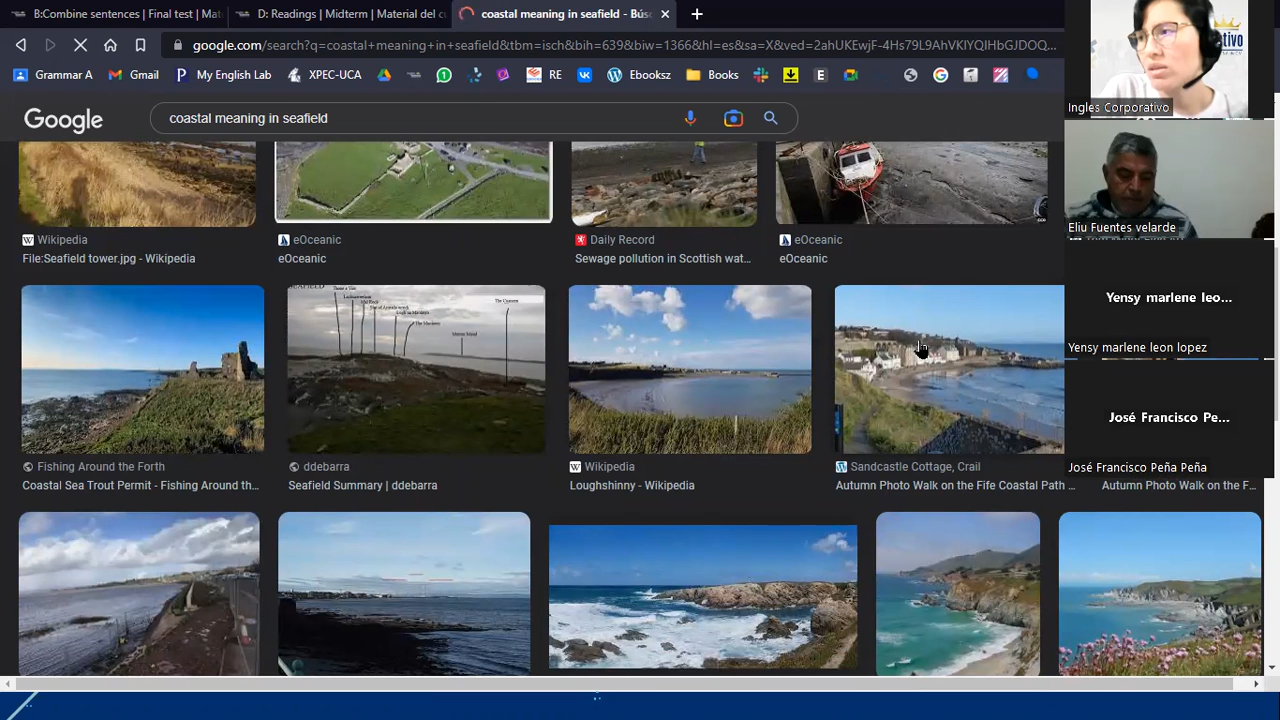 B:Combine sentences | Final test | Mat
D: Readings | Midterm | Material del cu
coastal meaning in seafield - Búsc
google.com/search?q=coastal+meaning+in+seafield&tbm=isch&bih=639&biw=1366&hl=es&sa=X&ved=2ahUKEwjF-4Hs79L9AhVKIYQIHbGJDOQ...
Grammar A
Gmail
My English Lab
XPEC-UCA
RE
Ebooksz
Books
Google
coastal meaning in seafield
Ingles Corporativo
Eliu Fuentes velarde
Yensy marlene leo...
Yensy marlene leon lopez
José Francisco Pe...
José Francisco Peña Peña
Wikipedia
File:Seafield tower.jpg - Wikipedia
eOceanic
eOceanic
Daily Record
Sewage pollution in Scottish wat...
eOceanic
eOceanic
The Cannon
Fishing Around the Forth
Coastal Sea Trout Permit - Fishing Around th...
ddebarra
Seafield Summary | ddebarra
Wikipedia
Loughshinny - Wikipedia
Sandcastle Cottage, Crail
Autumn Photo Walk on the Fife Coastal Path ...
Autumn Photo Walk on the F...